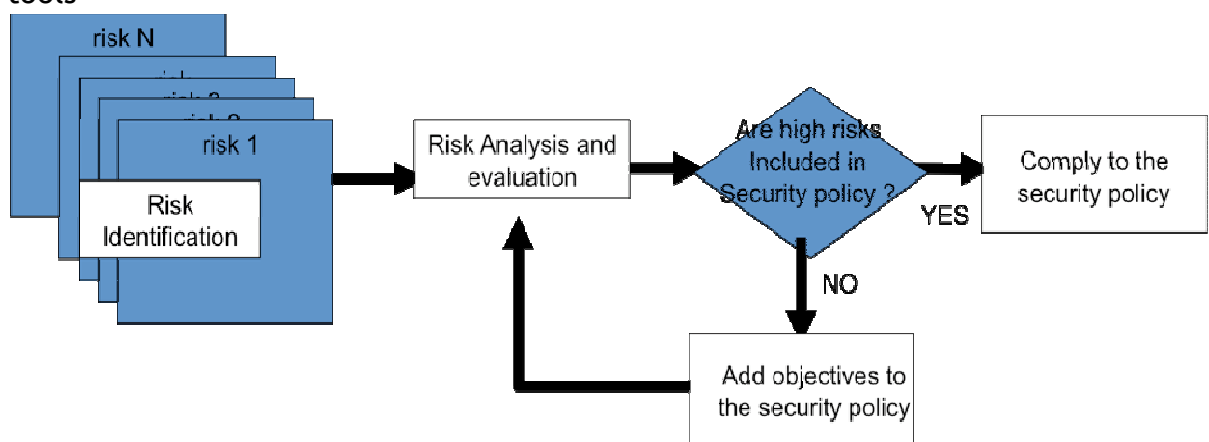 tools
risk N
risk 1
Risk
Identification
Risk Analysis and
evaluation
Are high risks
Included in
Security policy ?
YES
Comply to the
security policy
NO
Add objectives to
the security policy